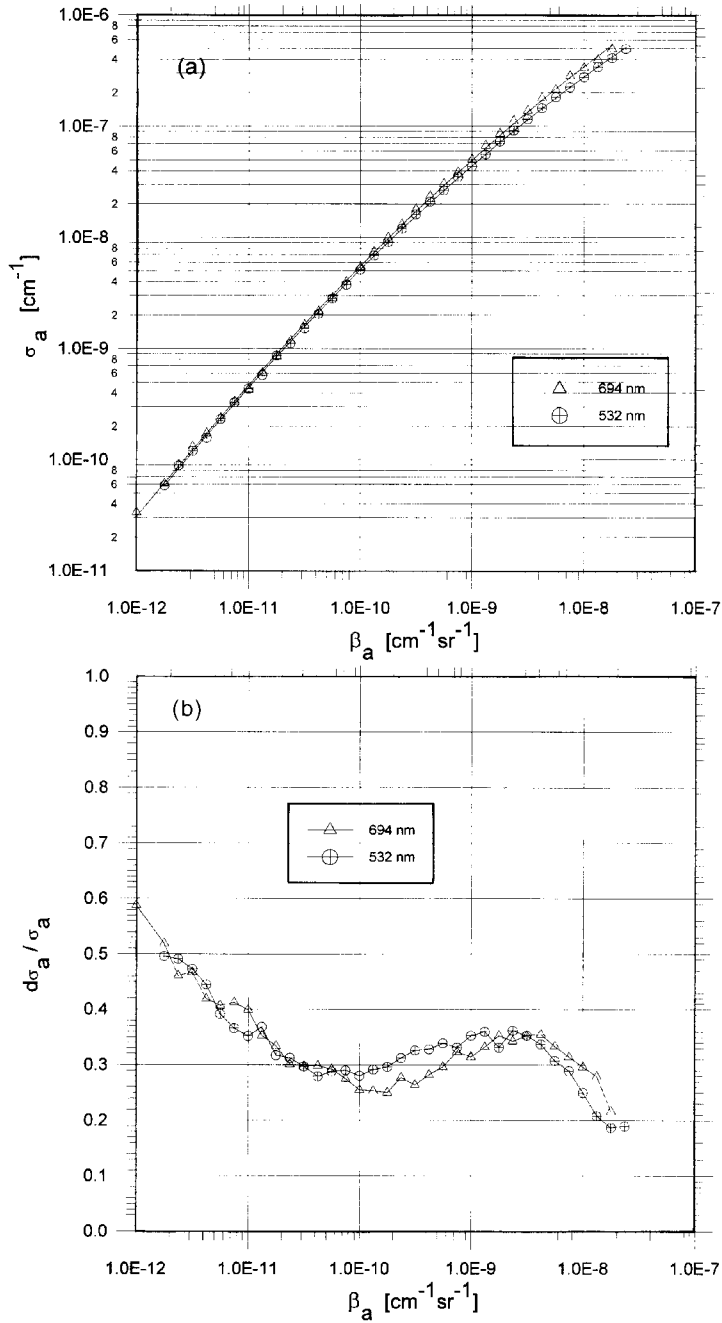 (a)
1.0E-6
8
6
4
2
1.0E-7
8
6
4
2
1.0E-8
8
6
4
2
1.0E-9
8
6
4
2
1.0E-10
8
6
4
2
1.0E-11
σa [cm-1]
694 nm
532 nm
1.0E-12 1.0E-11 1.0E-10 1.0E-9 1.0E-8 1.0E-7
βa [cm-1sr-1]
(b)
1.0
0.9
0.8
0.7
0.6
0.5
0.4
0.3
0.2
0.1
0.0
dσa / σa
694 nm
532 nm
1.0E-12 1.0E-11 1.0E-10 1.0E-9 1.0E-8 1.0E-7
βa [cm-1sr-1]